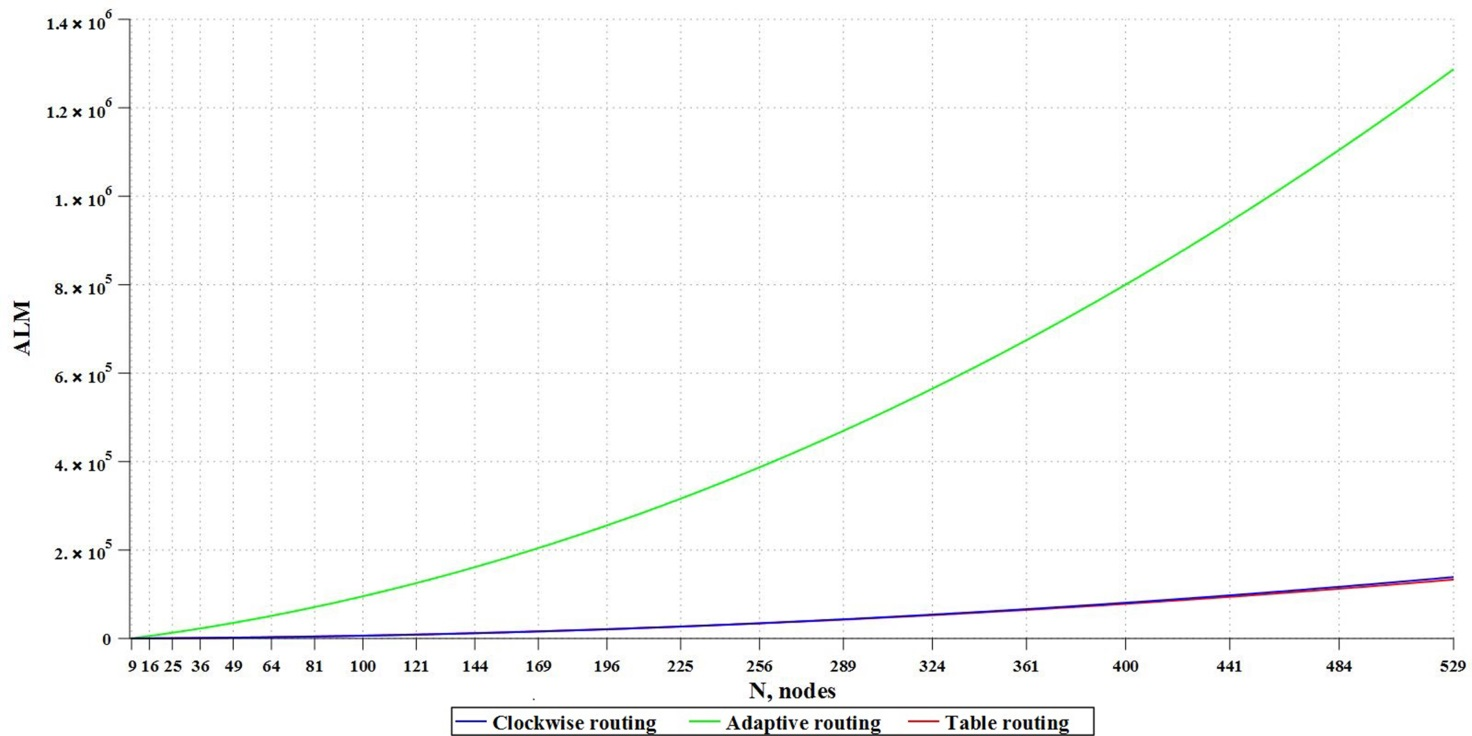 1.4 × 10^6
1.2 × 10^6
1. × 10^6
8. × 10^5
6. × 10^5
4. × 10^5
2. × 10^5
0
ALM
9 16 25 36 49 64 81 100 121 144 169 196 225 256 289 324 361 400 441 484 529
N, nodes
Clockwise routing Adaptive routing Table routing